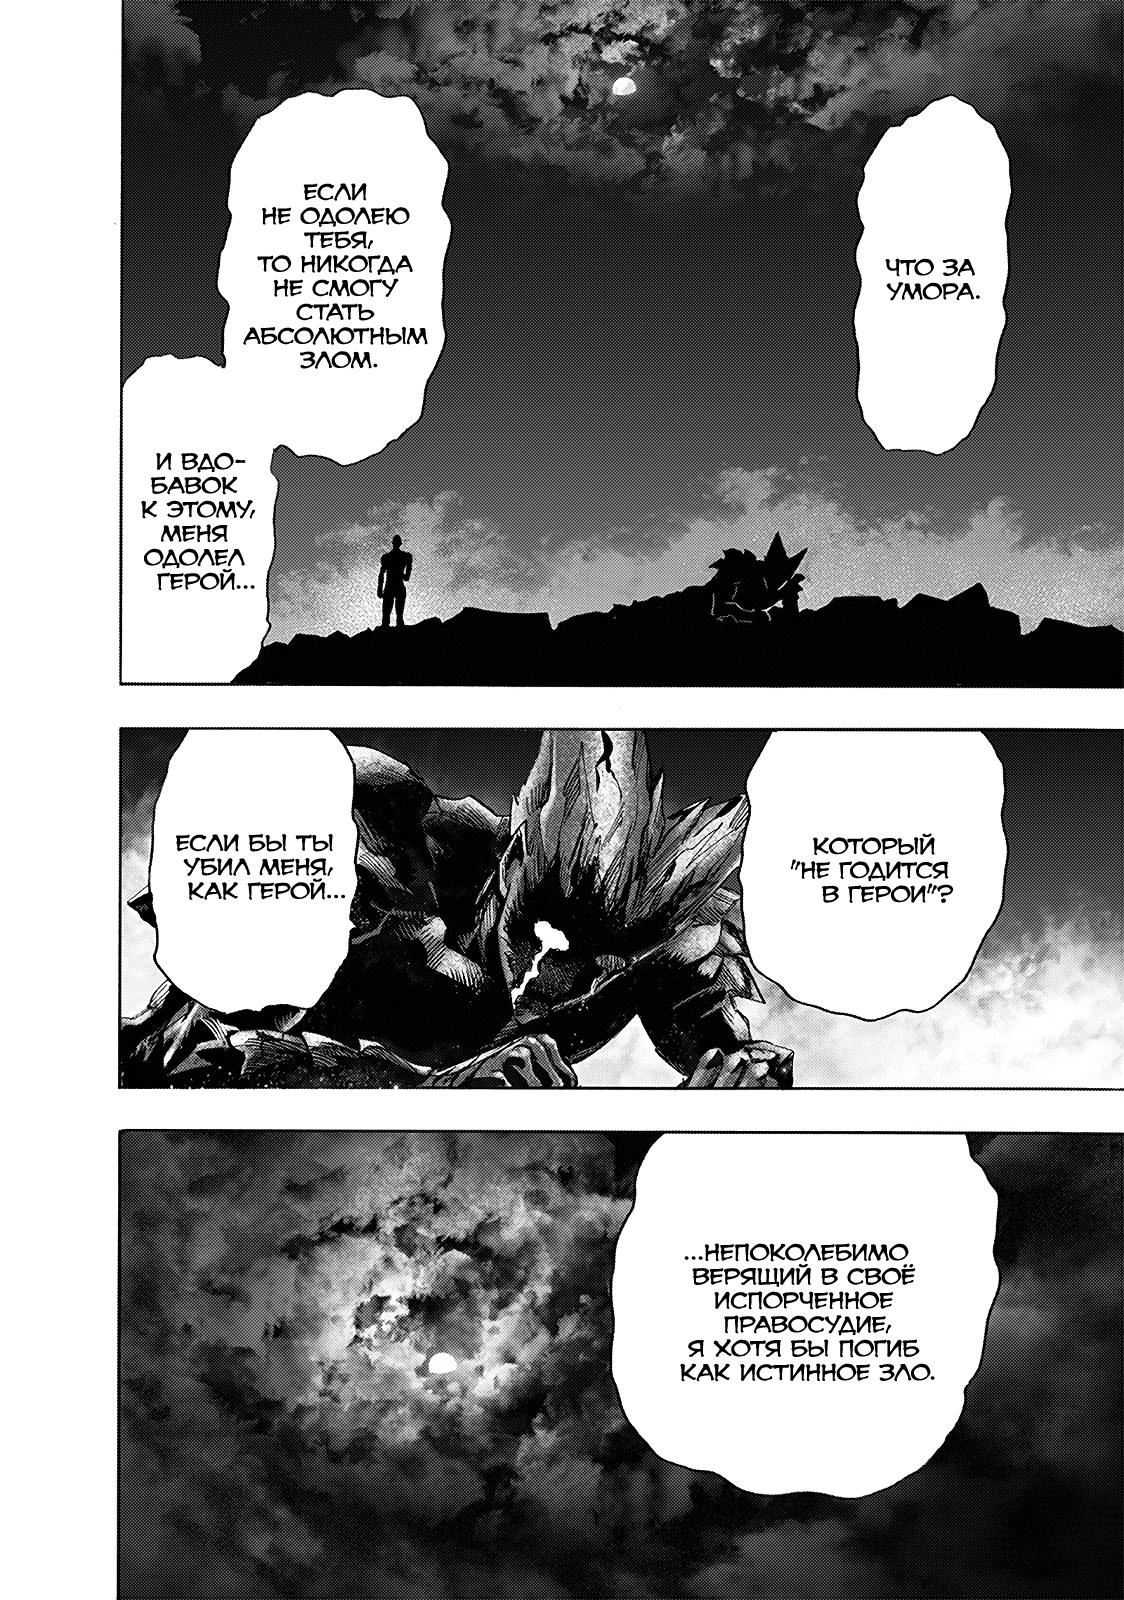 ЧТО ЗА
УМОРА.
ЕСЛИ
НЕ ОДОЛЕЮ
ТЕБЯ,
ТО НИКОГДА
НЕ СМОГУ
СТАТЬ
АБСОЛЮТНЫМ
ЗЛОМ.
И ВДО-
БАВОК
К ЭТОМУ,
МЕНЯ
ОДОЛЕЛ
ГЕРОЙ...
КОТОРЫЙ
"НЕ ГОДИТСЯ
В ГЕРОИ"?
ЕСЛИ БЫ ТЫ
УБИЛ МЕНЯ,
КАК ГЕРОЙ...
...НЕПОКОЛЕБИМО
ВЕРЯЩИЙ В СВОЁ
ИСПОРЧЕННОЕ
ПРАВОСУДИЕ,
Я ХОТЯ БЫ ПОГИБ
КАК ИСТИННОЕ ЗЛО.